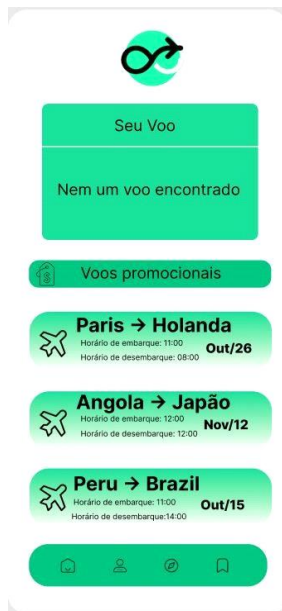 Seu Voo
Nem um voo encontrado
Voos promocionais
Paris → Holanda
Horário de embarque: 11:00
Horário de desembarque: 08:00
Out/26
Angola → Japão
Horário de embarque: 12:00
Horário de desembarque: 12:00
Nov/12
Peru → Brazil
Horário de embarque: 11:00
Horário de desembarque:14:00
Out/15